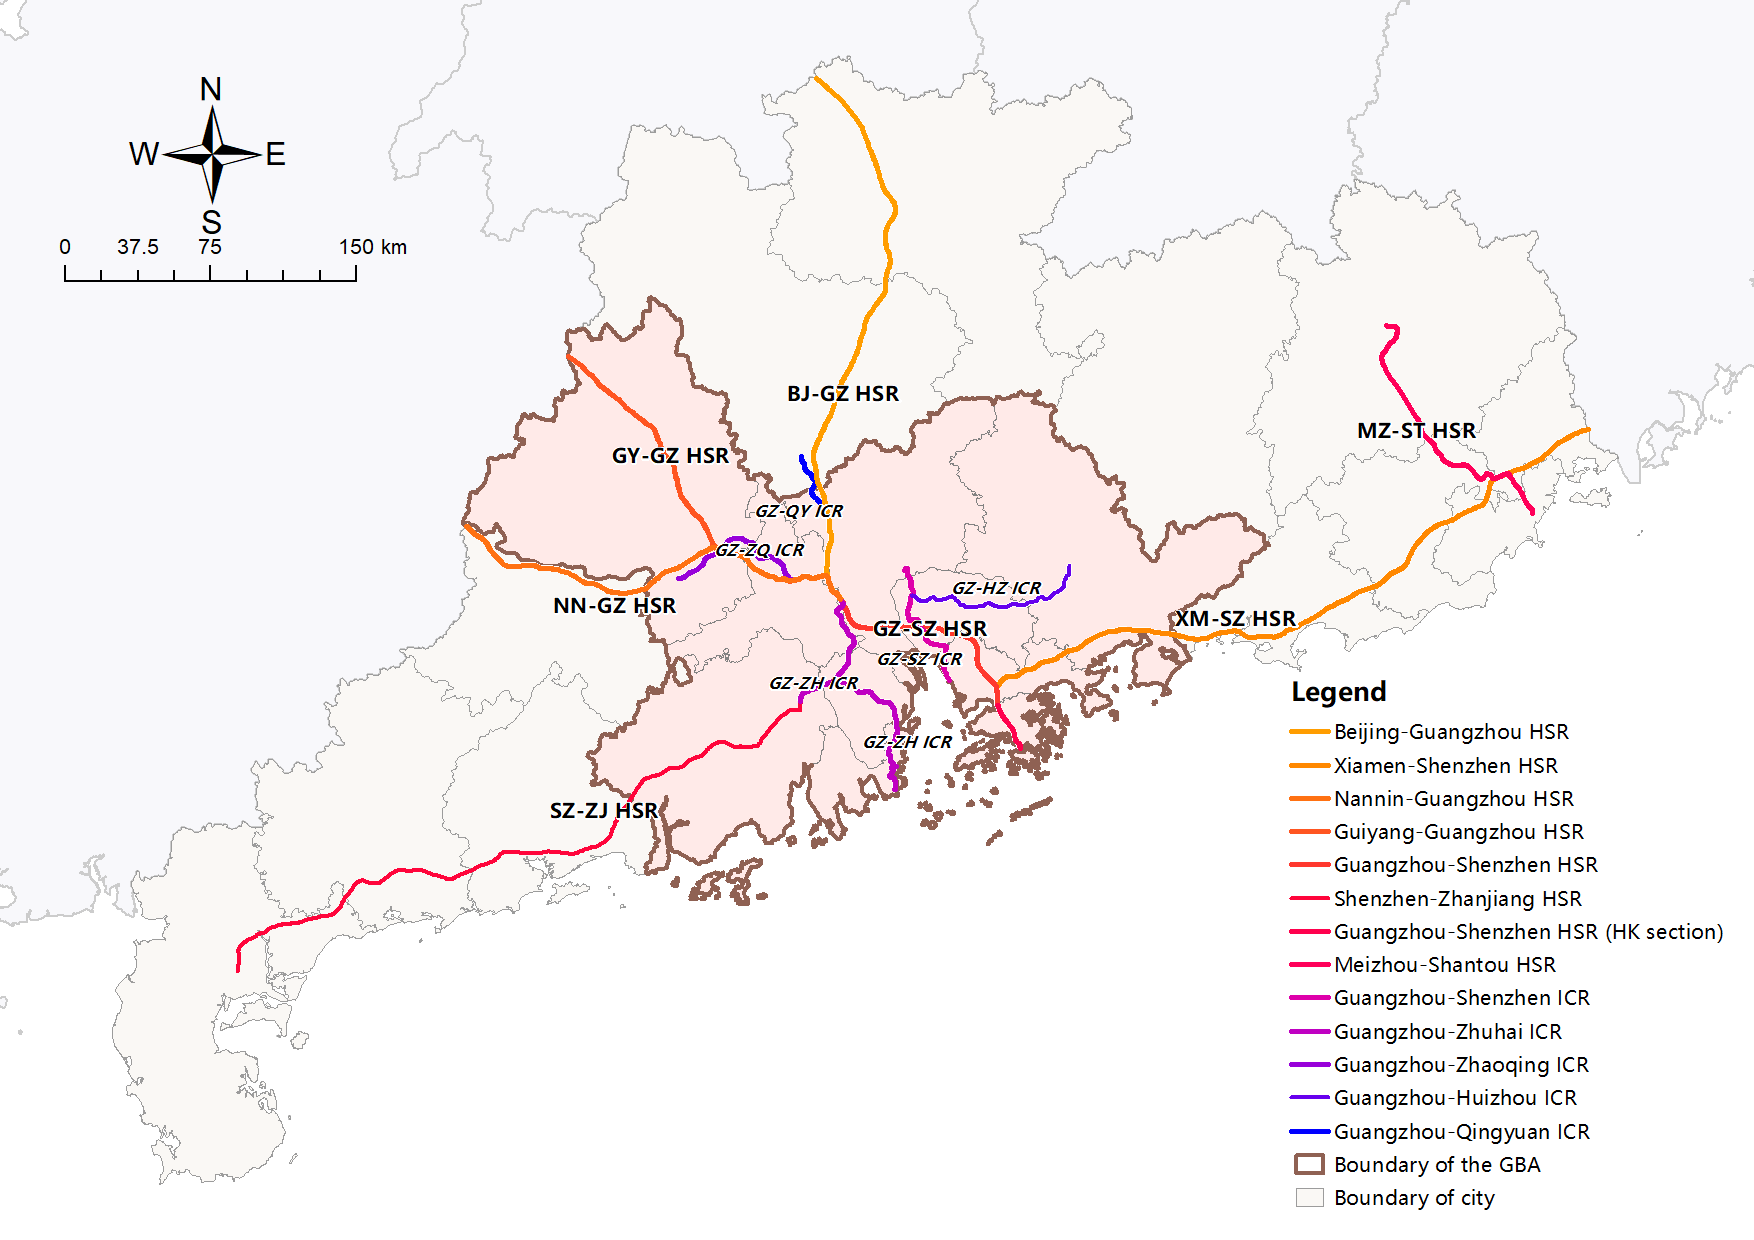 N
W E
S
0 37.5 75 150 km
BJ-GZ HSR
MZ-ST HSR
GY-GZ HSR
GZ-QY ICR
GZ-ZQ ICR
GZ-HZ ICR
NN-GZ HSR
XM-SZ HSR
GZ-SZ HSR
GZ-SZ ICR
GZ-ZH ICR
GZ-ZH ICR
SZ-ZJ HSR
Legend
Beijing-Guangzhou HSR
Xiamen-Shenzhen HSR
Nannin-Guangzhou HSR
Guiyang-Guangzhou HSR
Guangzhou-Shenzhen HSR
Shenzhen-Zhanjiang HSR
Guangzhou-Shenzhen HSR (HK section)
Meizhou-Shantou HSR
Guangzhou-Shenzhen ICR
Guangzhou-Zhuhai ICR
Guangzhou-Zhaoqing ICR
Guangzhou-Huizhou ICR
Guangzhou-Qingyuan ICR
Boundary of the GBA
Boundary of city